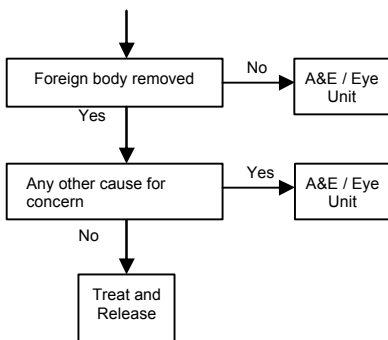 Foreign body removed
No
A&E / Eye
Unit
Yes
Any other cause for
concern
Yes
A&E / Eye
Unit
No
Treat and
Release